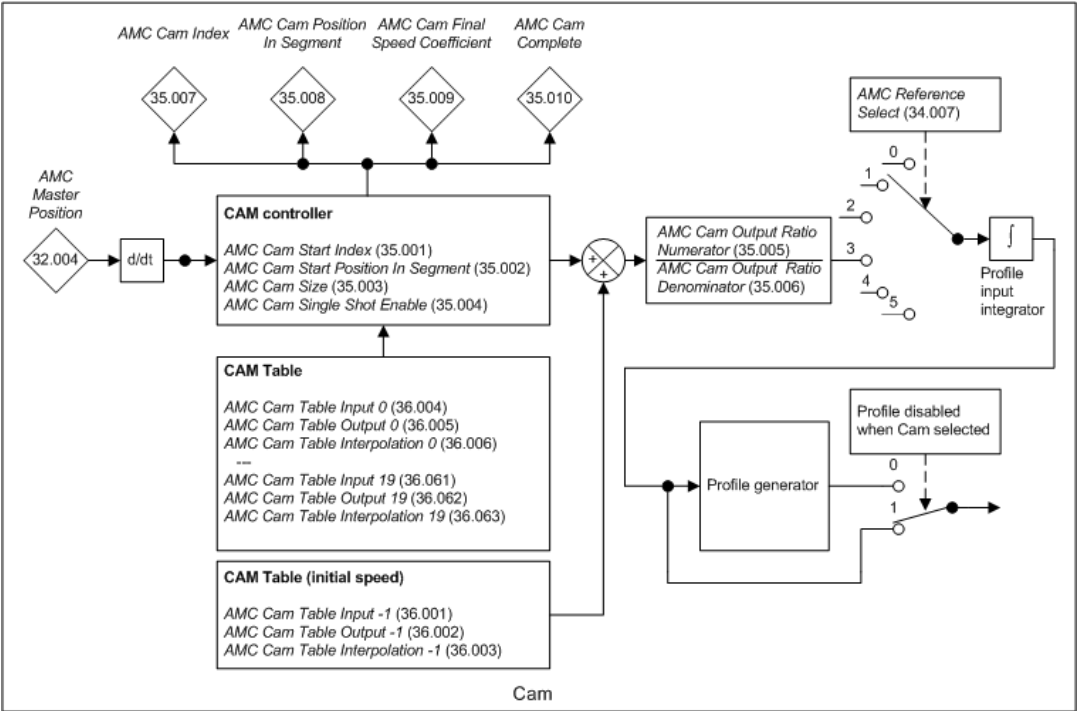 AMC Cam Index
AMC Cam Position
In Segment
AMC Cam Final
Speed Coefficient
AMC Cam
Complete
35.007
35.008
35.009
35.010
AMC Reference
Select (34.007)
AMC
Master
Position
32.004
d/dt
CAM controller
AMC Cam Start Index (35.001)
AMC Cam Start Position In Segment (35.002)
AMC Cam Size (35.003)
AMC Cam Single Shot Enable (35.004)
+
+
AMC Cam Output Ratio
Numerator (35.005)
AMC Cam Output Ratio
Denominator (35.006)
0
1
2
3
4
5
∫
Profile
input
integrator
CAM Table
AMC Cam Table Input 0 (36.004)
AMC Cam Table Output 0 (36.005)
AMC Cam Table Interpolation 0 (36.006)
---
AMC Cam Table Input 19 (36.061)
AMC Cam Table Output 19 (36.062)
AMC Cam Table Interpolation 19 (36.063)
Profile disabled
when Cam selected
Profile generator
0
1
CAM Table (initial speed)
AMC Cam Table Input -1 (36.001)
AMC Cam Table Output -1 (36.002)
AMC Cam Table Interpolation -1 (36.003)
Cam